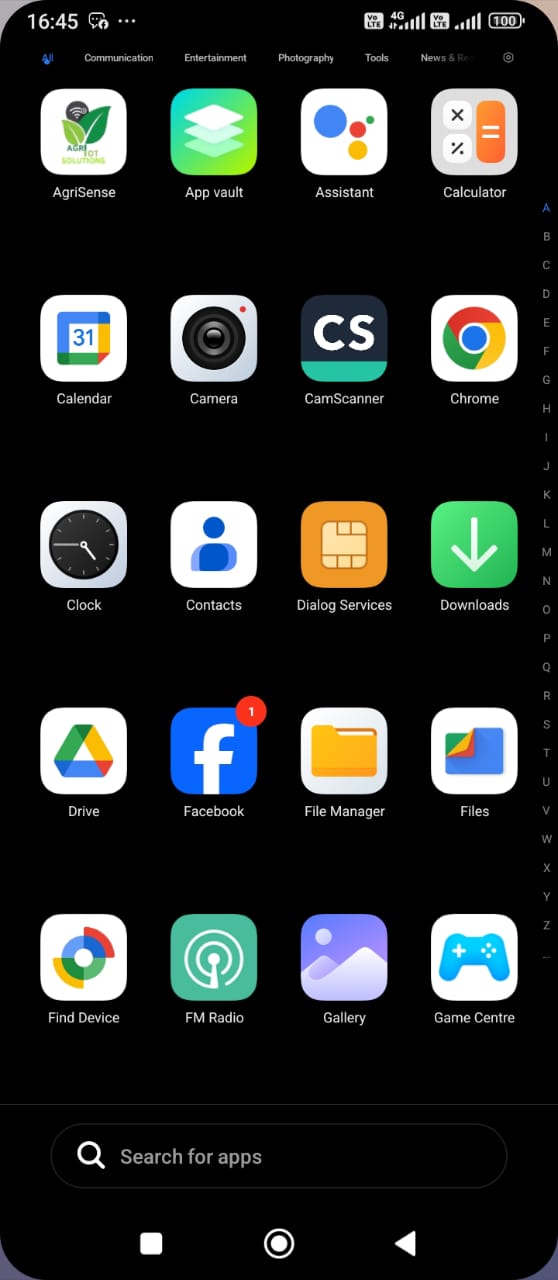 16:45 ... Vo LTE 4G Vo LTE 100
All Communication Entertainment Photography Tools News &
AGRI IOT SOLUTIONS
AgriSense App vault Assistant Calculator
31
CS
Calendar Camera CamScanner Chrome
Clock Contacts Dialog Services Downloads
1
Drive Facebook File Manager Files
Find Device FM Radio Gallery Game Centre
A
B
C
D
E
F
G
H
I
J
K
L
M
N
O
P
Q
R
S
T
U
V
W
X
Y
Z
...
Search for apps